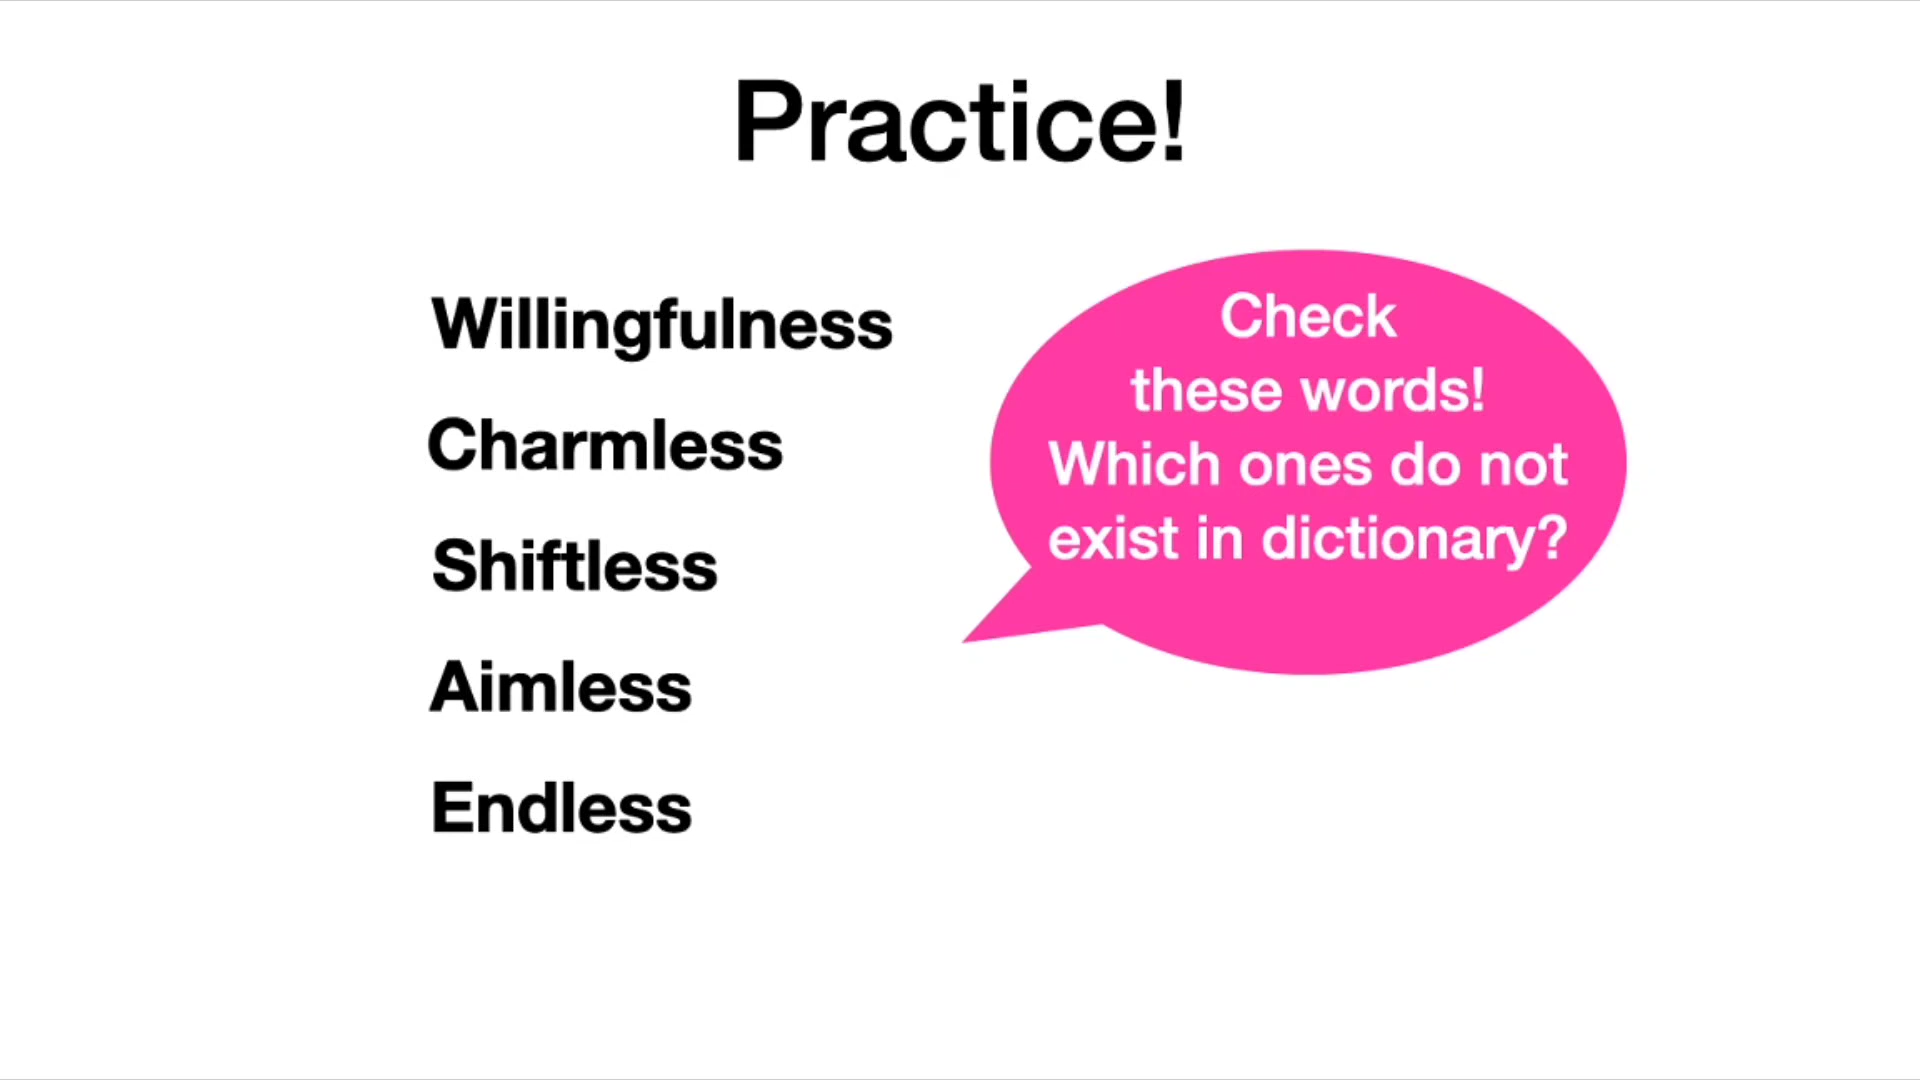 Practice!
Willingfulness
Charmless
Shiftless
Aimless
Endless
Check
these words!
Which ones do not
exist in dictionary?